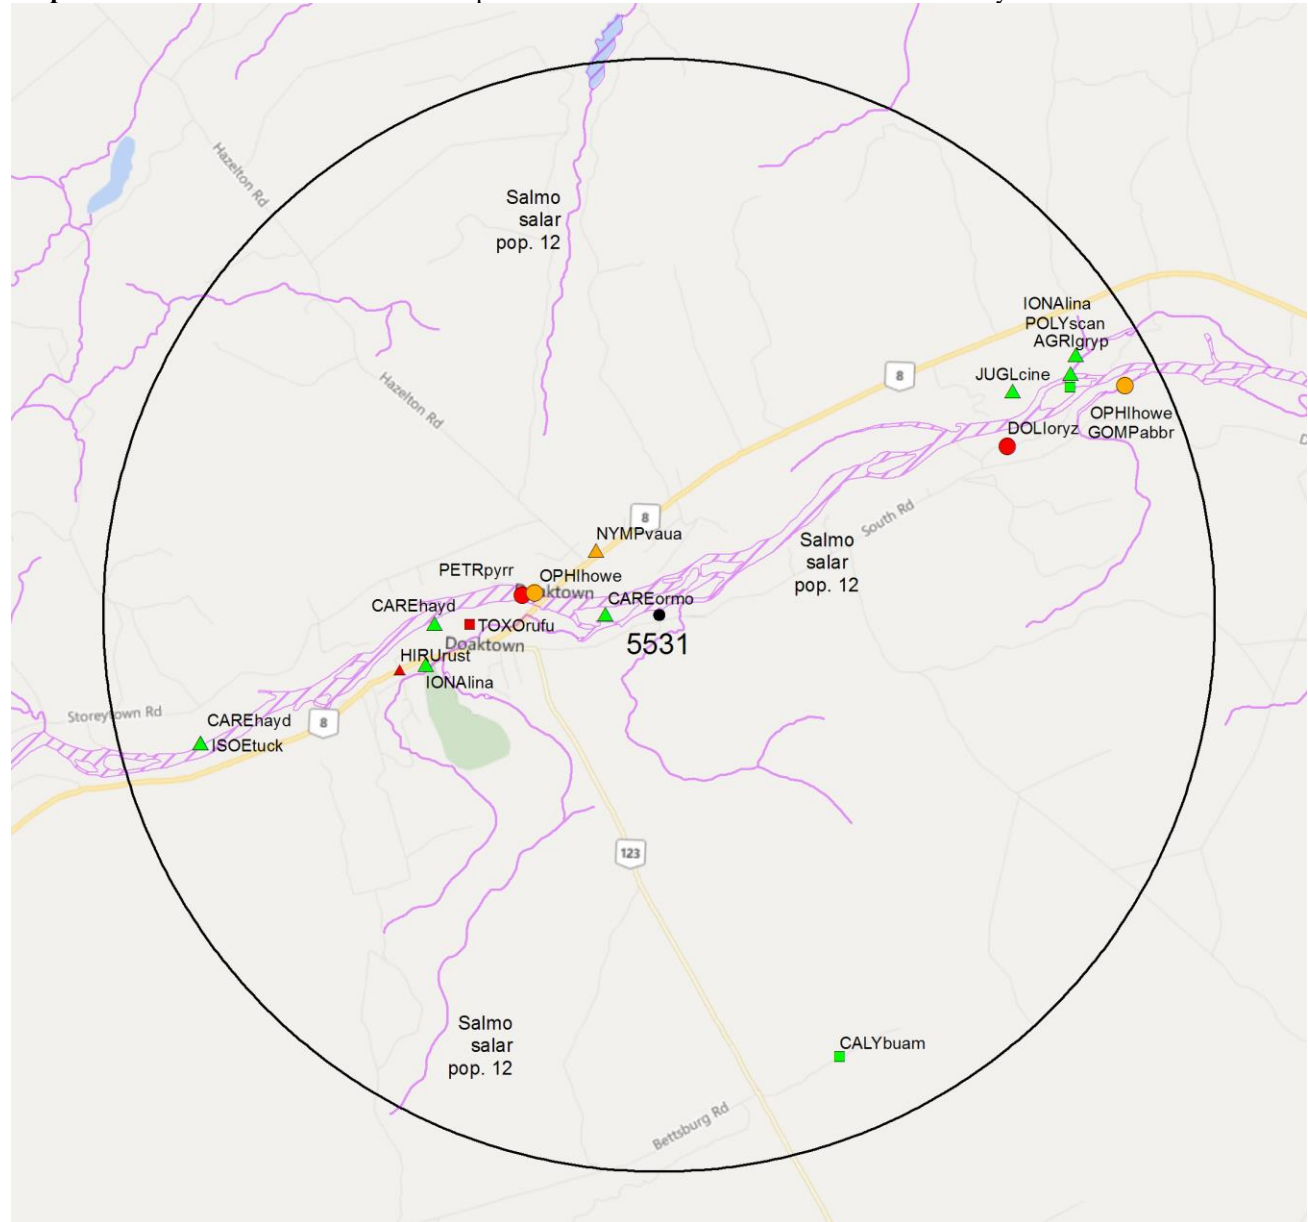 Hazelton Rd
Salmo
salar
pop. 12
IONAlina
POLYscan
AGRIgryp
8
JUGLcine
Hazelton Rd
OPHIhowe
GOMPabbr
DOLIoryz
8
South Rd
NYMPvaua
Salmo
salar
pop. 12
PETRpyrr
OPHIhowe
CAREormo
CAREhayd
TOXOrufu
Doaktown
5531
HIRUrust
IONAlina
Storeytown Rd
8
CAREhayd
ISOEtuck
123
Salmo
salar
pop. 12
CALYbuam
Bettsburg Rd